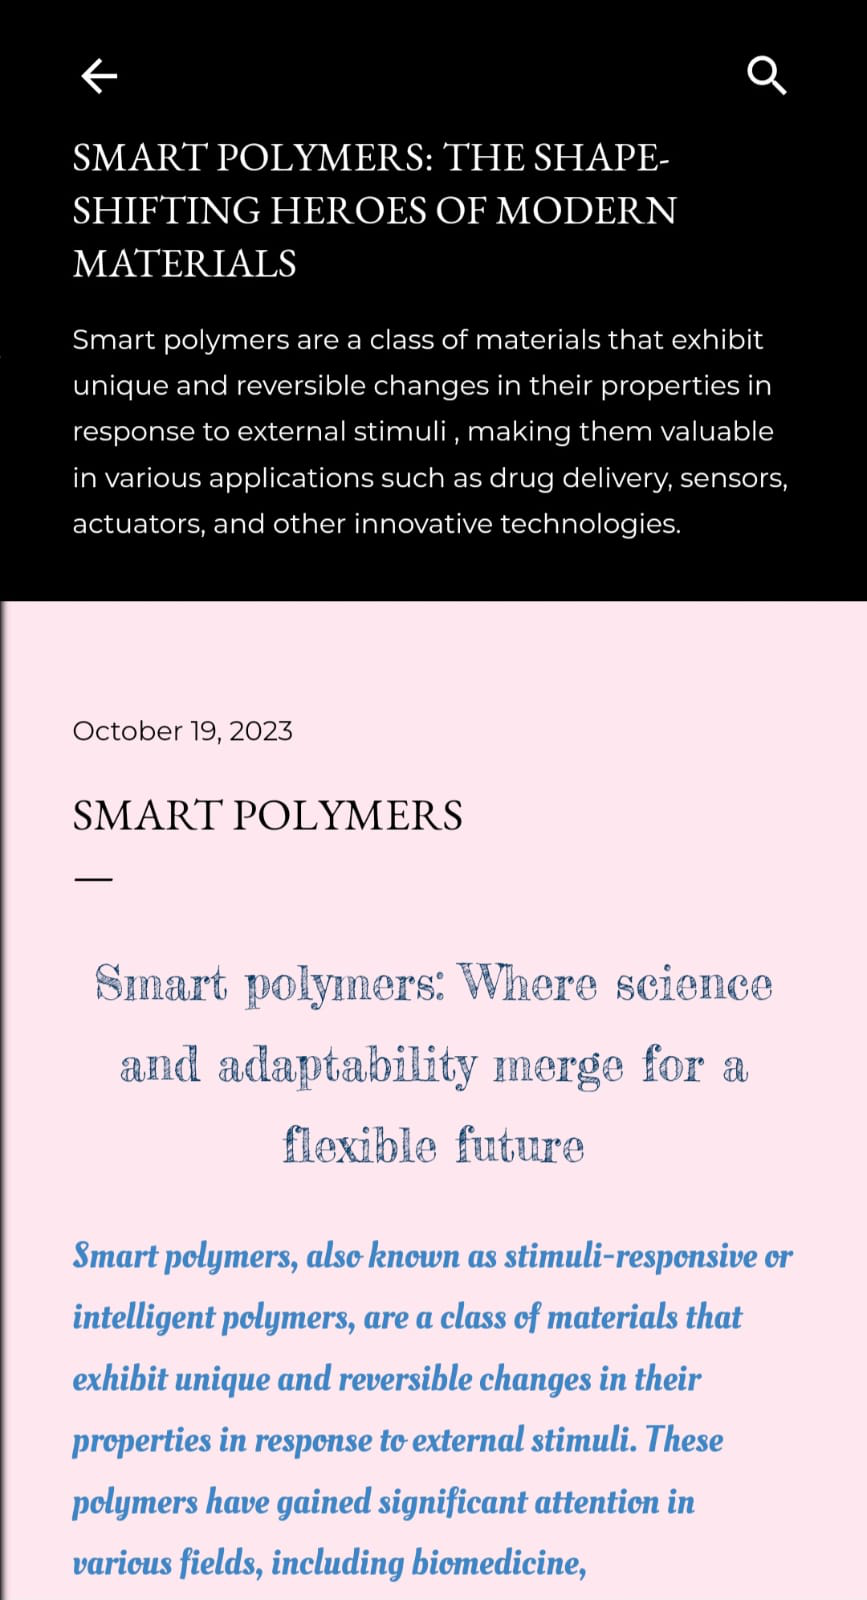 SMART POLYMERS: THE SHAPE-
SHIFTING HEROES OF MODERN
MATERIALS
Smart polymers are a class of materials that exhibit
unique and reversible changes in their properties in
response to external stimuli , making them valuable
in various applications such as drug delivery, sensors,
actuators, and other innovative technologies.
October 19, 2023
SMART POLYMERS
Smart polymers: Where science
and adaptability merge for a
flexible future
Smart polymers, also known as stimuli-responsive or
intelligent polymers, are a class of materials that
exhibit unique and reversible changes in their
properties in response to external stimuli. These
polymers have gained significant attention in
various fields, including biomedicine,